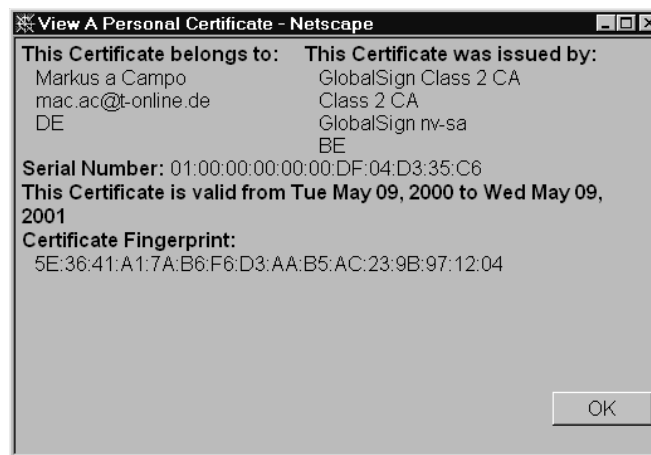 View A Personal Certificate - Netscape
This Certificate belongs to:
Markus a Campo
mac.ac@t-online.de
DE
This Certificate was issued by:
GlobalSign Class 2 CA
Class 2 CA
GlobalSign nv-sa
BE
Serial Number: 01:00:00:00:00:00:DF:04:D3:35:C6
This Certificate is valid from Tue May 09, 2000 to Wed May 09,
2001
Certificate Fingerprint:
5E:36:41:A1:7A:B6:F6:D3:AA:B5:AC:23:9B:97:12:04
OK